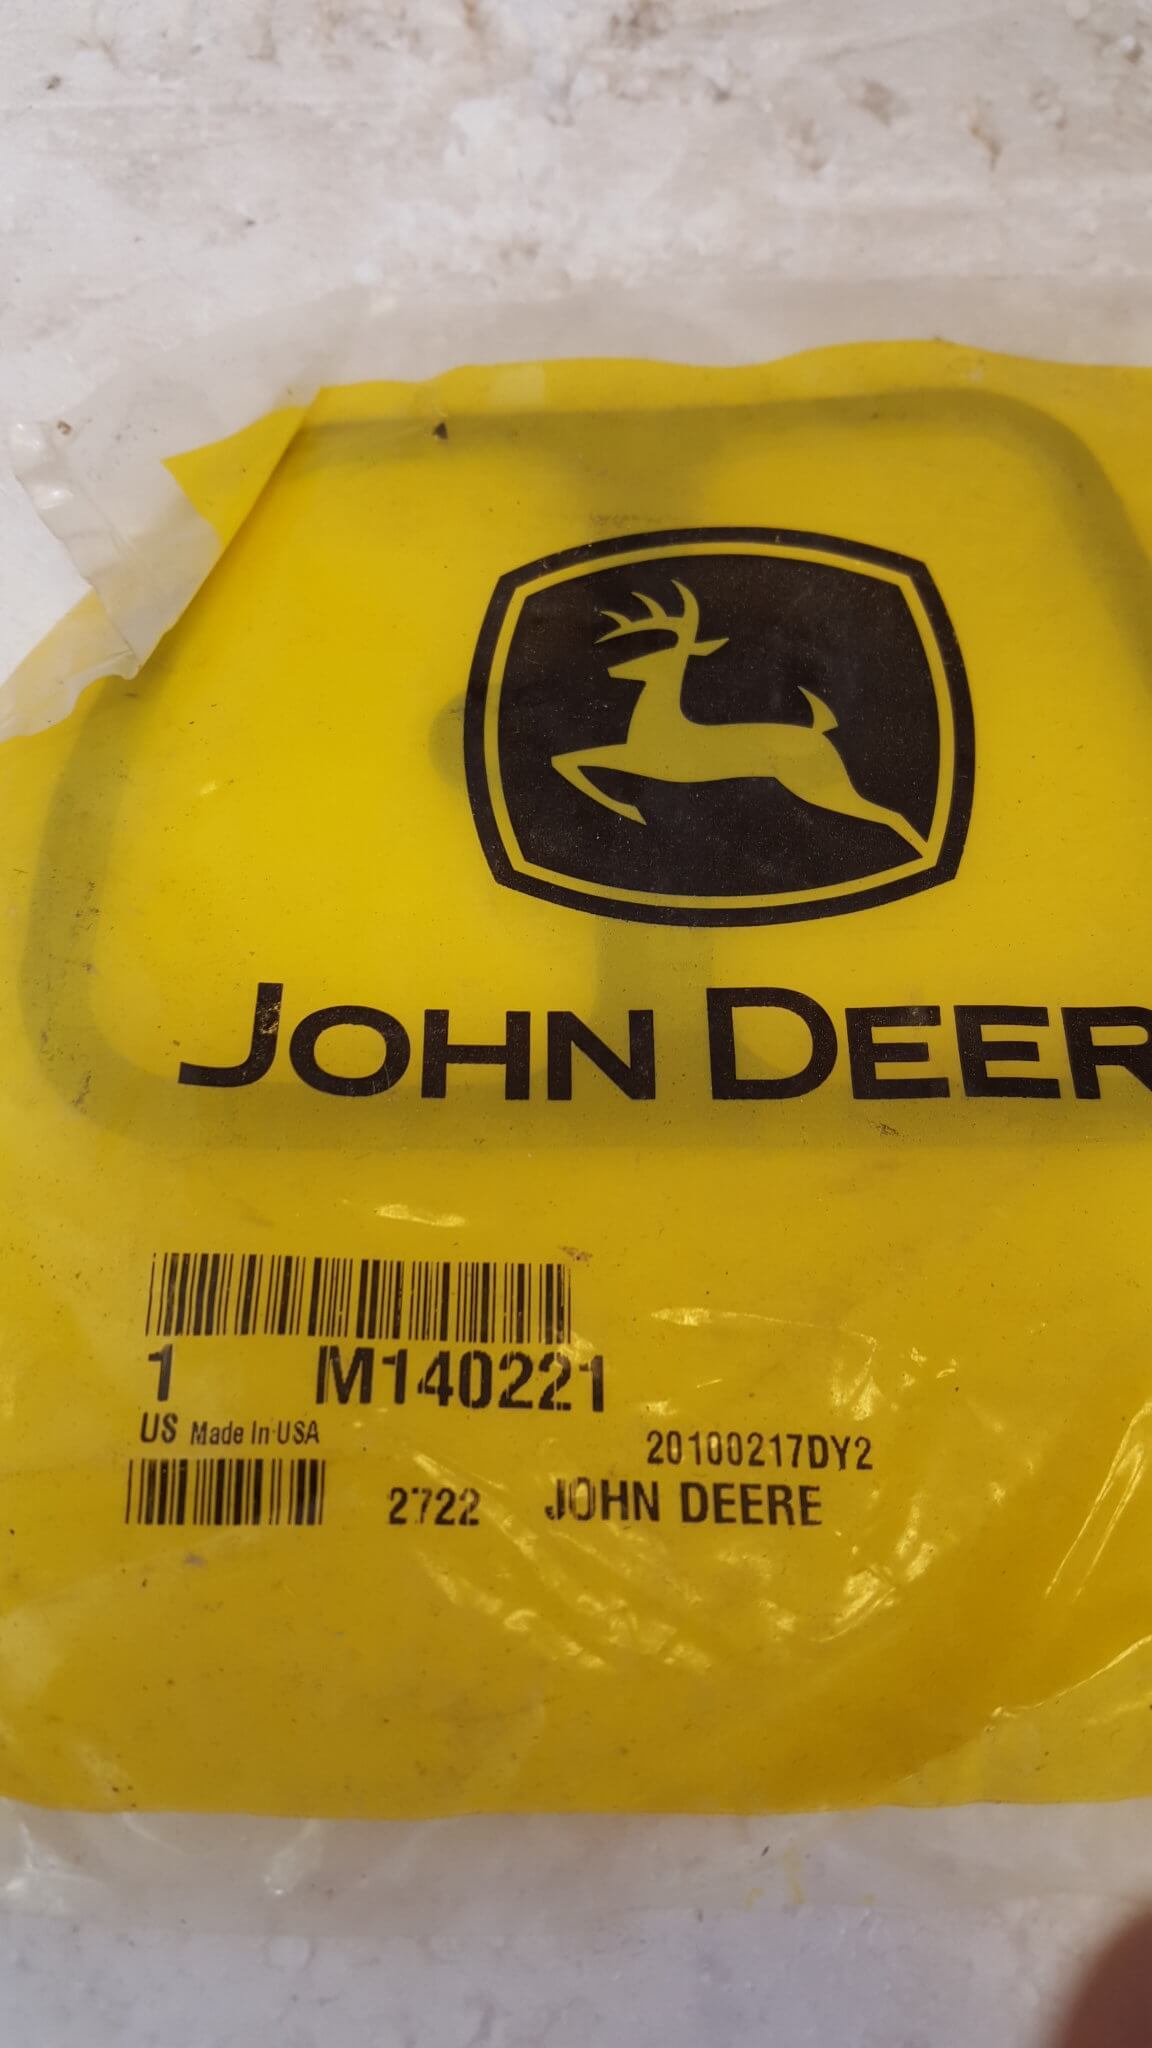 JOHN DEER
1 M140221
US Made In USA
20100217DY2
2722 JOHN DEERE